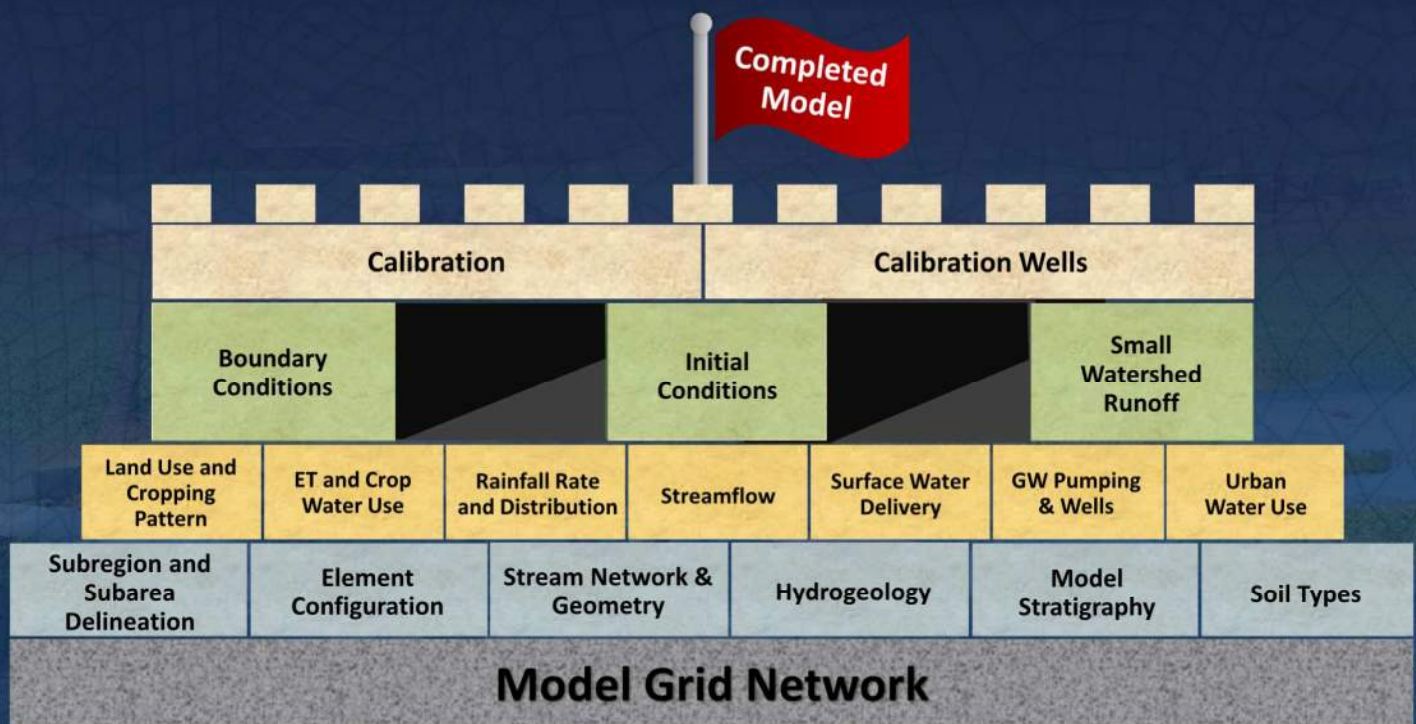 Completed
Model
Calibration
Calibration Wells
Boundary
Conditions
Initial
Conditions
Small
Watershed
Runoff
Land Use and
Cropping
Pattern
ET and Crop
Water Use
Rainfall Rate
and Distribution
Streamflow
Surface Water
Delivery
GW Pumping
& Wells
Urban
Water Use
Subregion and
Subarea
Delineation
Element
Configuration
Stream Network &
Geometry
Hydrogeology
Model
Stratigraphy
Soil Types
Model Grid Network